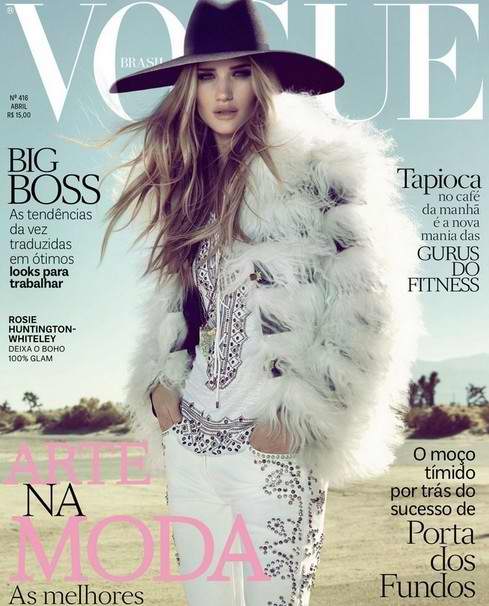 VOGUE
BRASIL
Nº 416
ABRIL
R$ 15,00
BIG
BOSS
As tendências
da vez
traduzidas
em ótimos
looks para
trabalhar
ROSIE
HUNTINGTON-
WHITELEY
DEIXA O BOHO
100% GLAM
Tapioca
no café
da manhã
é a nova
mania das
GURUS
DO
FITNESS
ARTE
NA
MODA
As melhores
O moço
tímido
por trás do
sucesso de
Porta
dos
Fundos